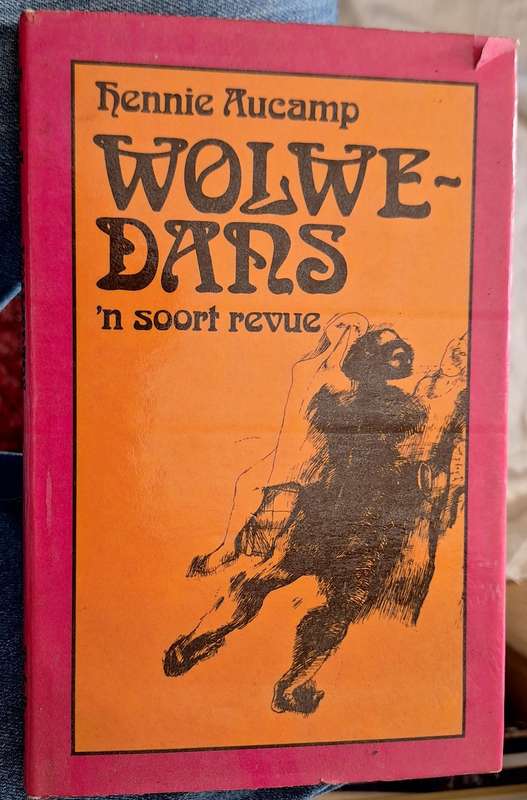 Hennie Aucamp
WOLWE-
DANS
'n soort revue